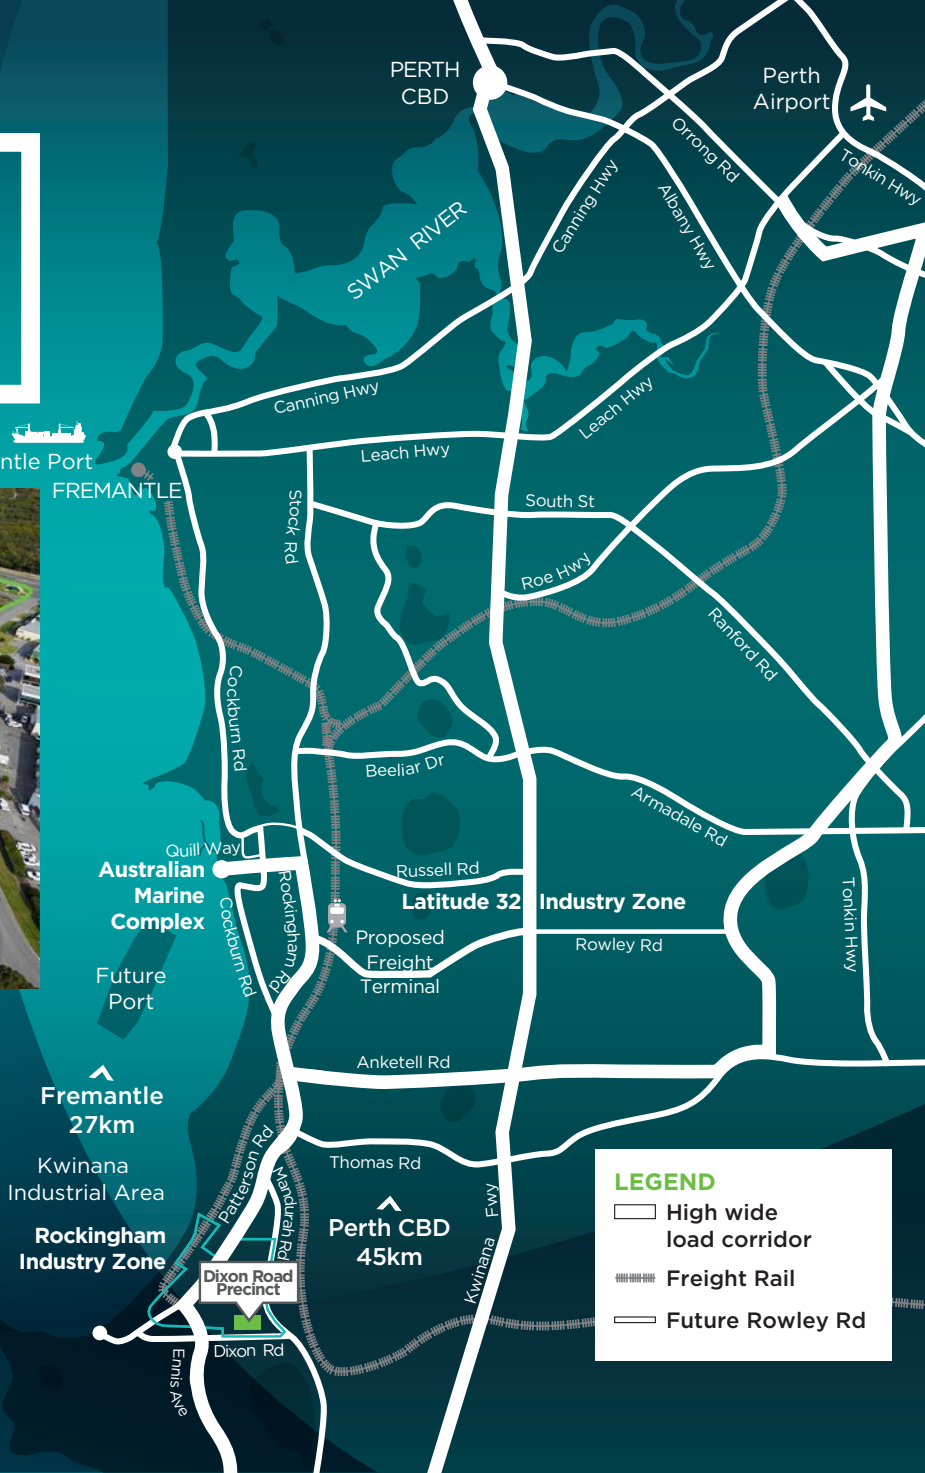 PERTH
CBD
Perth
Airport
Orrong Rd
Tonkin Hwy
Canning Hwy
Albany Hwy
SWAN RIVER
Canning Hwy
Leach Hwy
Leach Hwy
ntle Port
FREMANTLE
Stock Rd
South St
Roe Hwy
Ranford Rd
Cockburn Rd
Beeliar Dr
Armadale Rd
Quill Way
Australian
Marine
Complex
Russell Rd
Rockingham Rd
Latitude 32 Industry Zone
Tonkin Hwy
Cockburn Rd
Proposed
Freight
Terminal
Rowley Rd
Future
Port
Anketell Rd
Fremantle
27km
Kwinana
Industrial Area
Patterson Rd
Mandurah Rd
Thomas Rd
Perth CBD
45km
Kwinana Fwy
Rockingham
Industry Zone
Dixon Road
Precinct
Dixon Rd
Ennis Ave
LEGEND
High wide
load corridor
Freight Rail
Future Rowley Rd